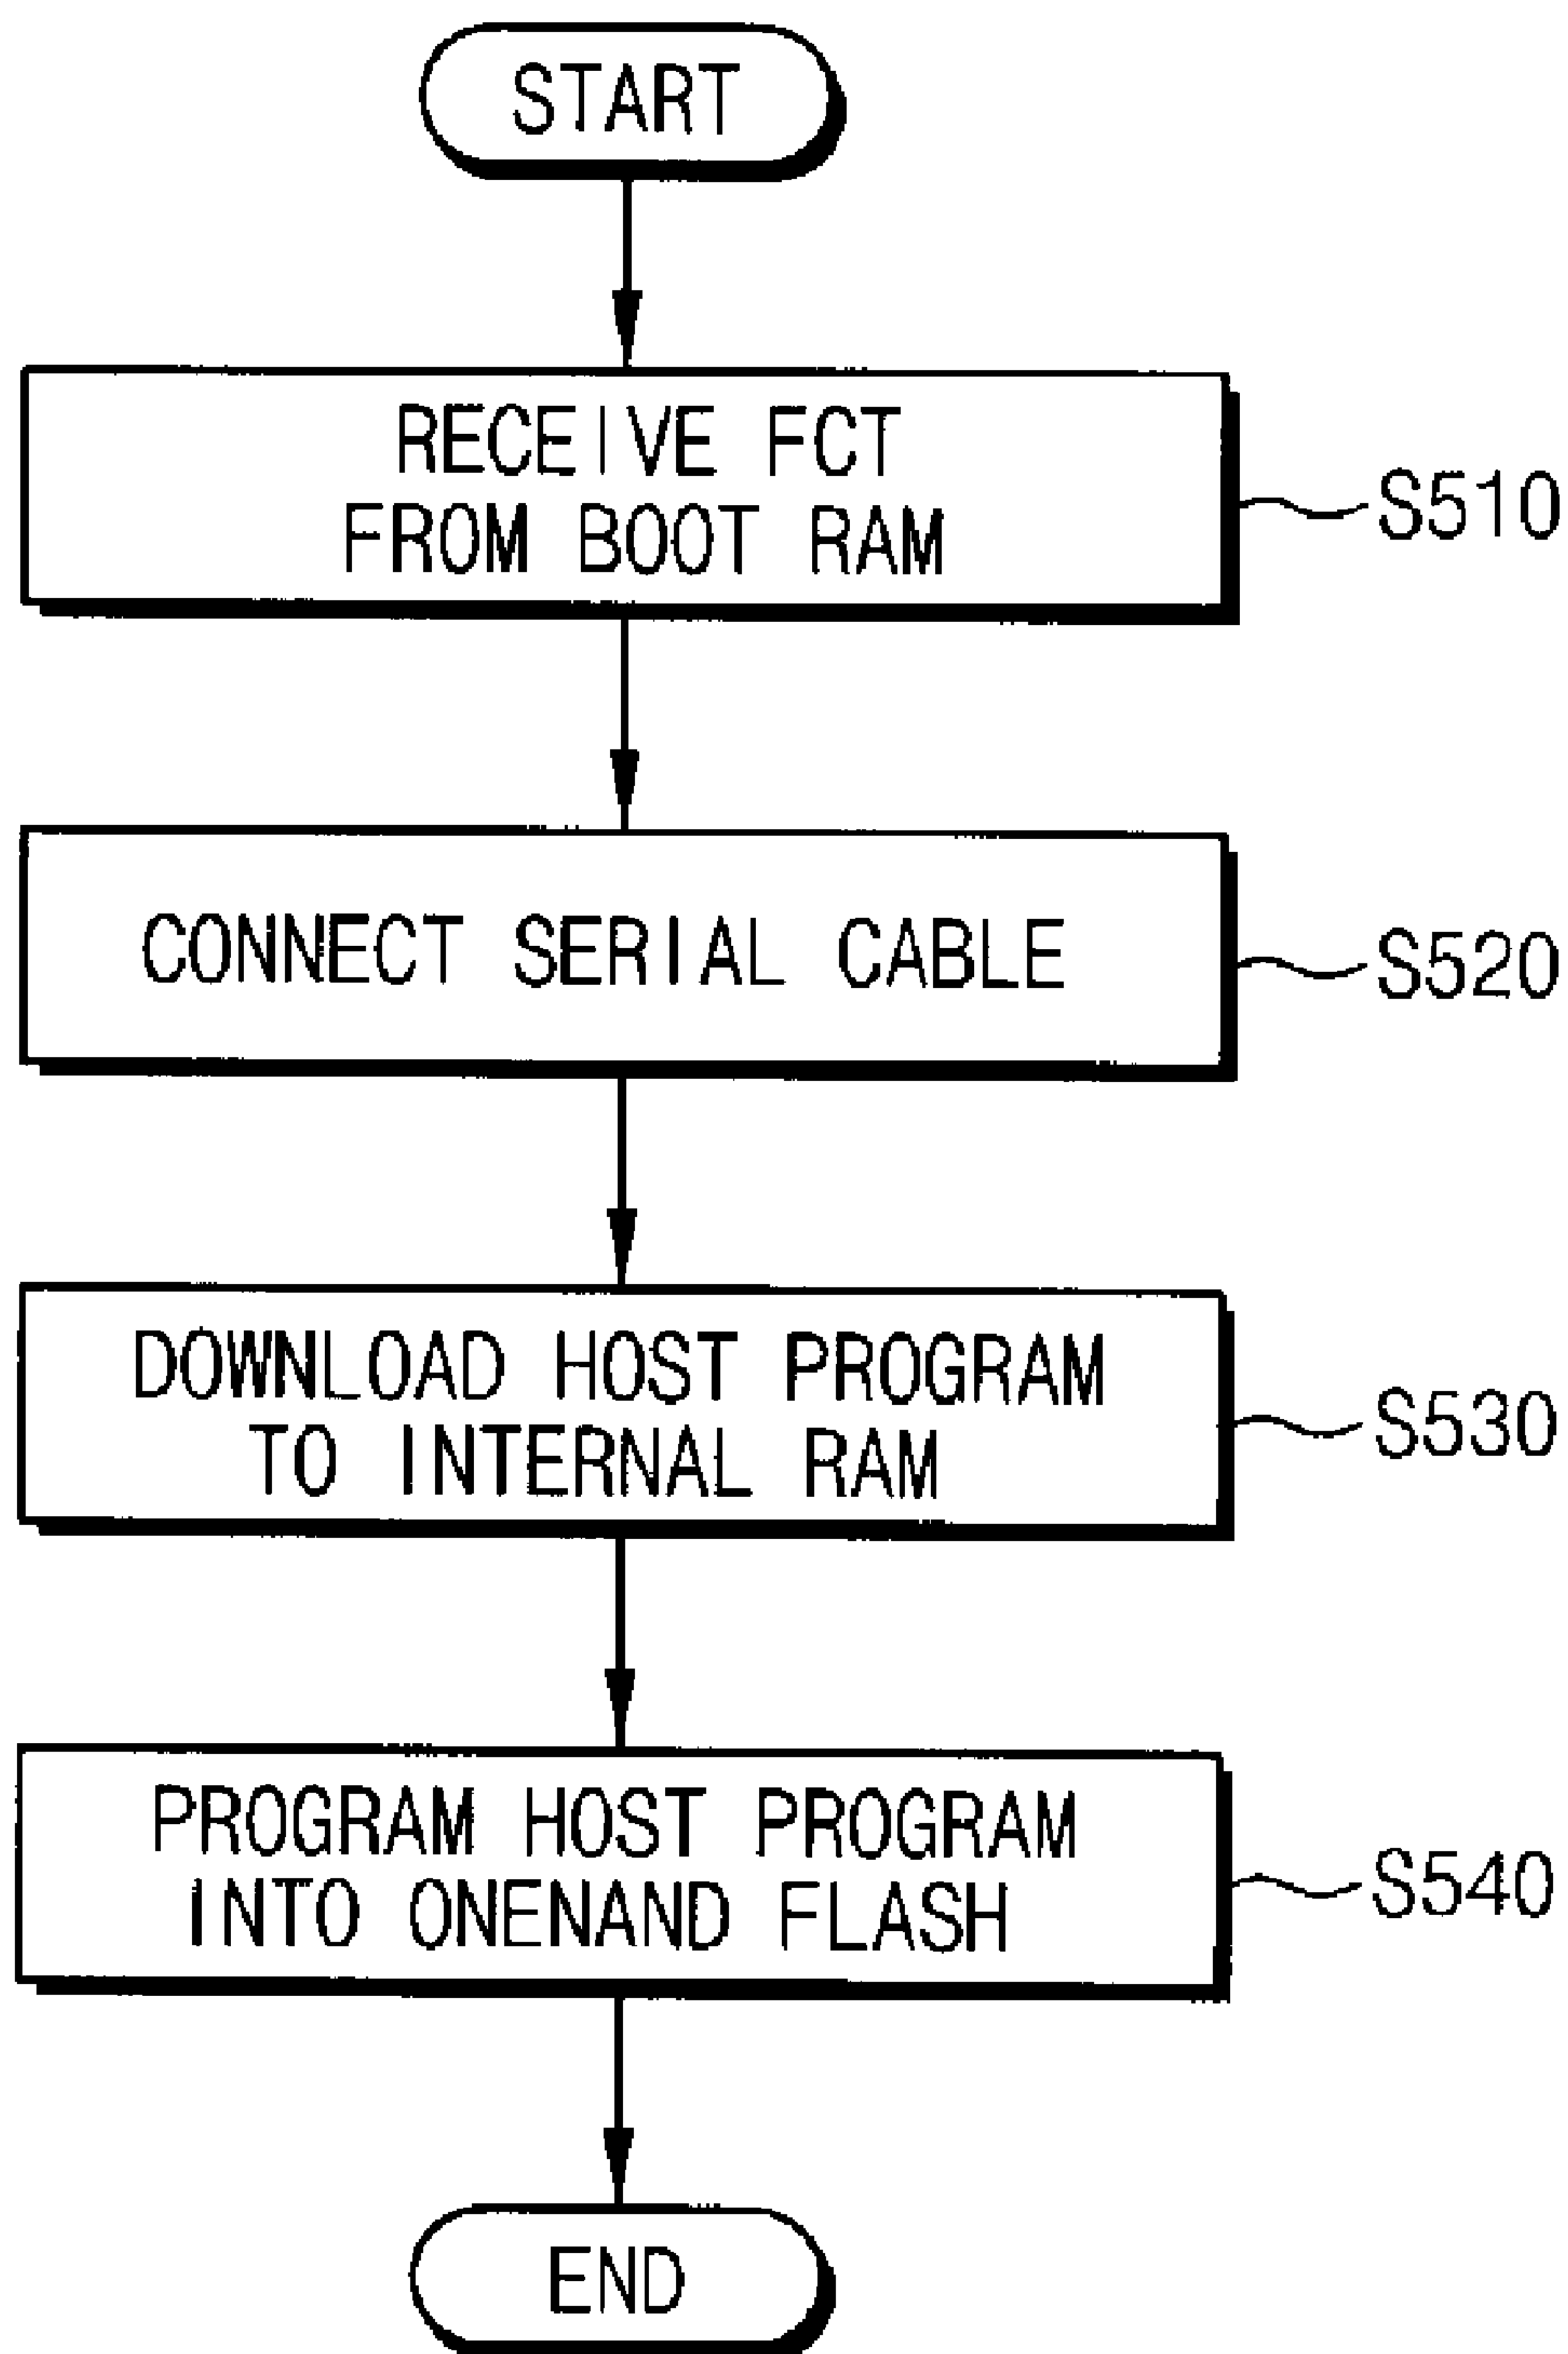 START
RECEIVE FCT
FROM BOOT RAM
S510
CONNECT SERIAL CABLE
S520
DOWNLOAD HOST PROGRAM
TO INTERNAL RAM
S530
PROGRAM HOST PROGRAM
INTO ONENAND FLASH
S540
END